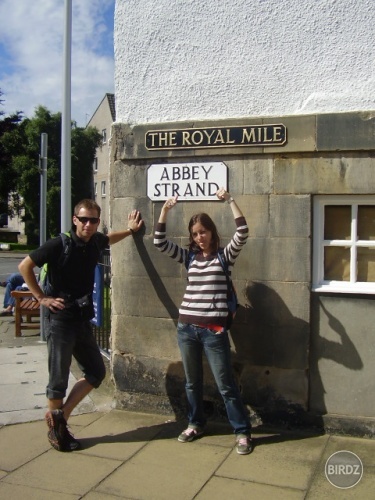 THE ROYAL MILE
ABBEY
STRAND
BIRDZ